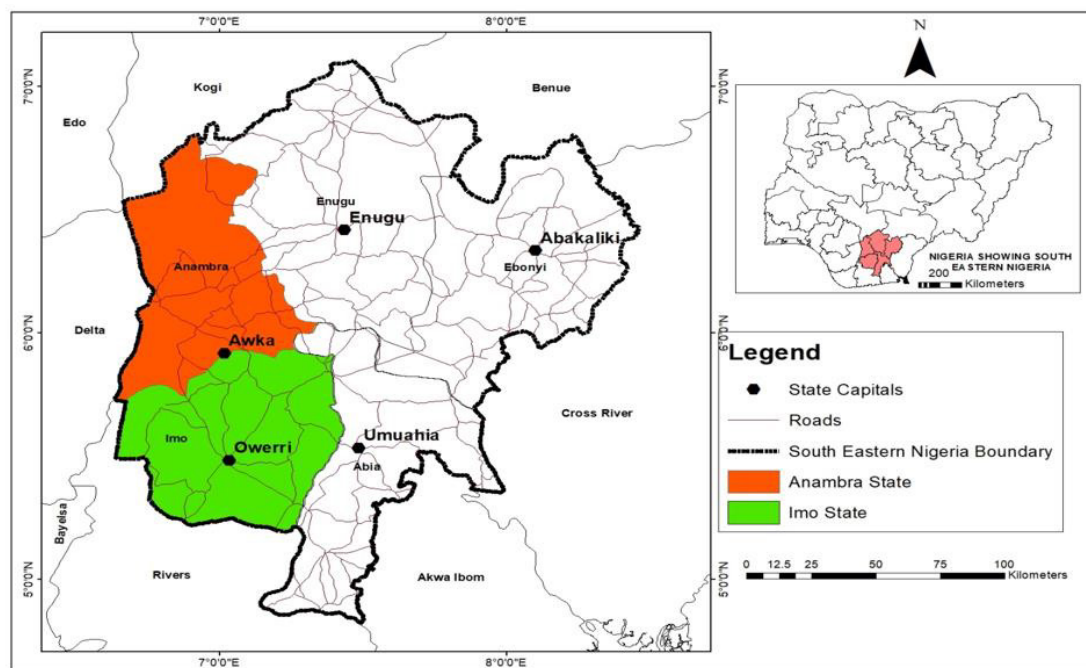 7°0'0"E
8°0'0"E
N
7°0'0"N
7°0'0"N
Kogi
Benue
Edo
Enugu
Enugu
Abakaliki
Ebonyi
Anambra
NIGERIA SHOWING SOUTH
EASTERN NIGERIA
200
Kilometers
Delta
6°0'0"N
6°0'0"N
Awka
Legend
State Capitals
Roads
South Eastern Nigeria Boundary
Anambra State
Imo State
Cross River
Imo
Owerri
Umuahia
Abia
Bayelsa
Rivers
Akwa Ibom
5°0'0"N
5°0'0"N
0 12.5 25 50 75 100
Kilometers
7°0'0"E
8°0'0"E